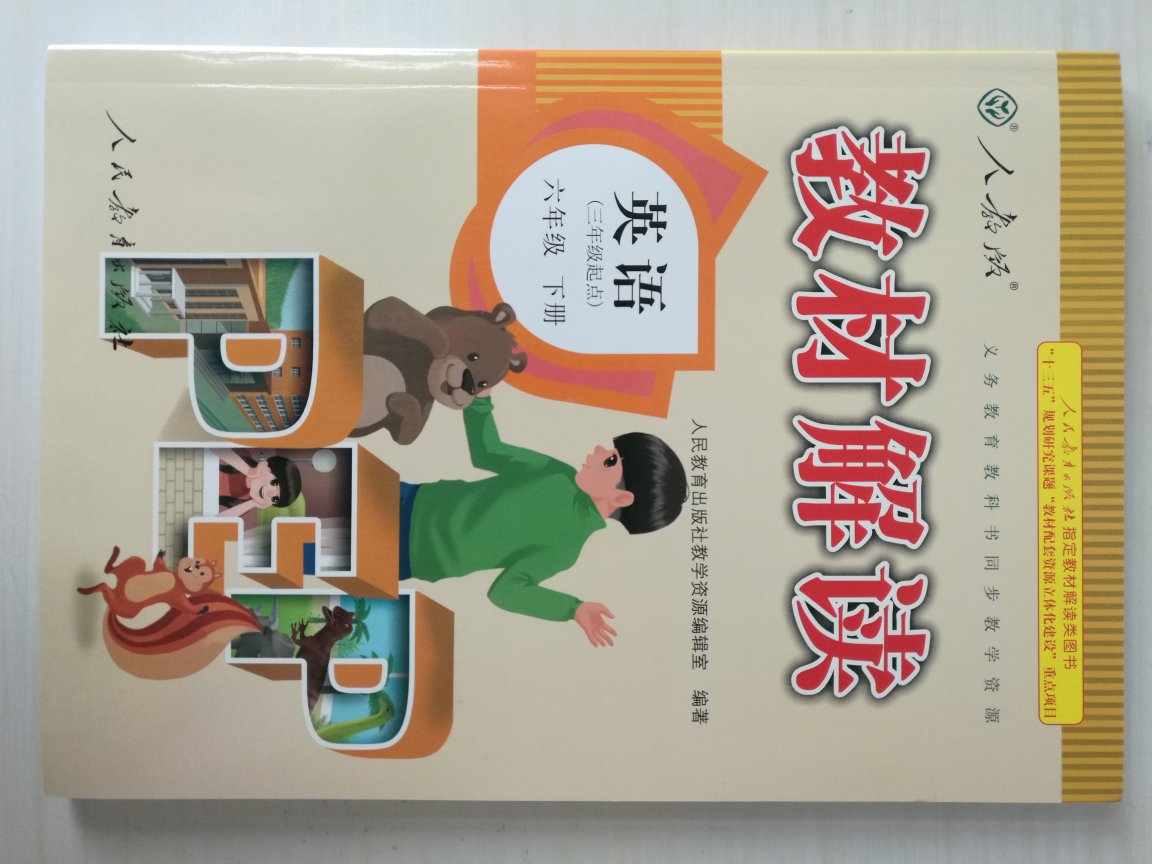 人民教育出版社指定教材解读类图书
“十三五”规划研究课题“教材配套资源立体化建设”重点项目
®人教版®
义务教育教科书同步教学资源
教材解读
人民教育出版社教学资源编辑室 编著
英语
（三年级起点）
六年级 下册
PEP
人民教育出版社